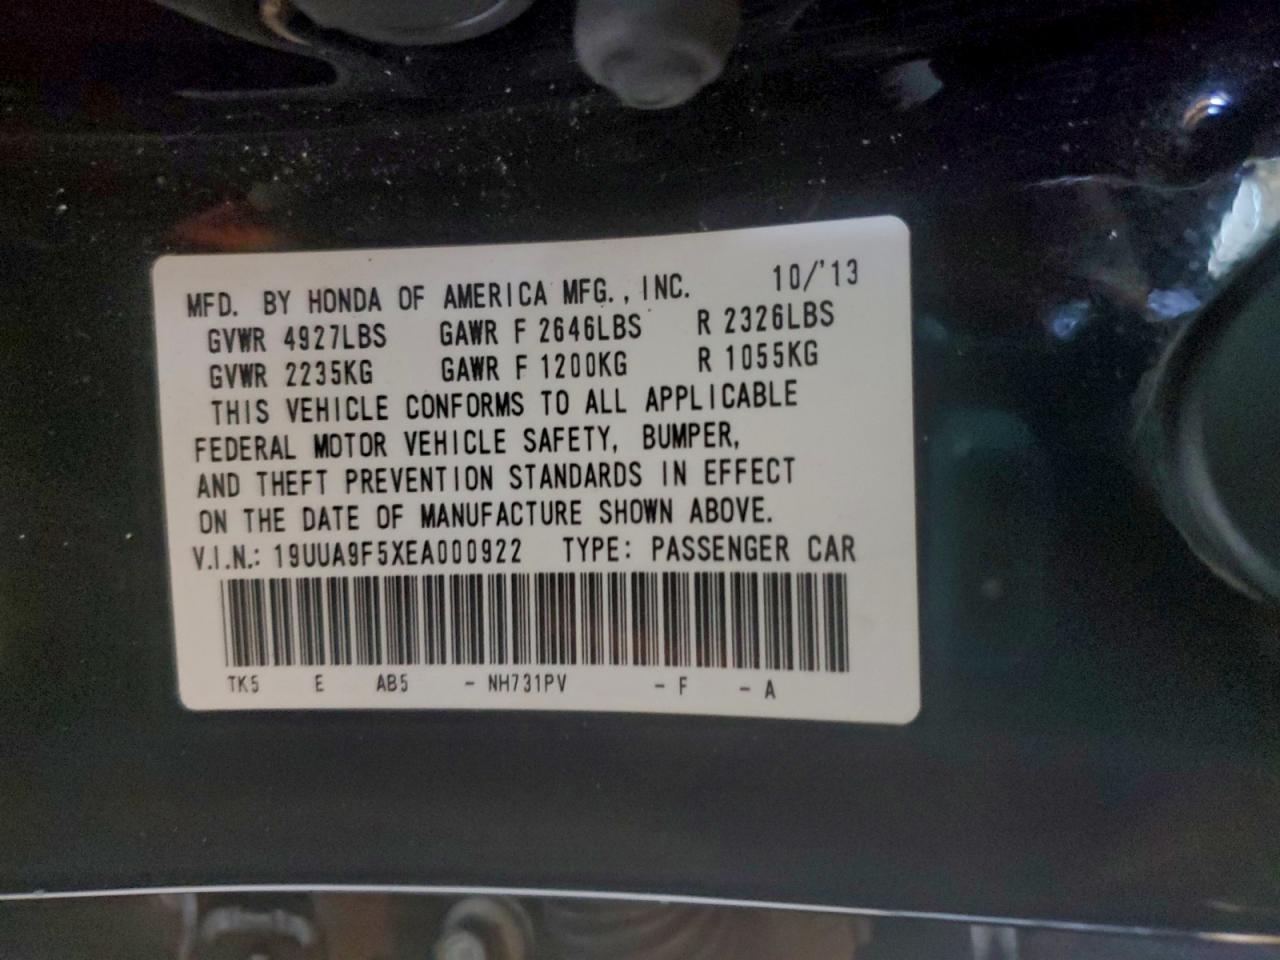 MFD. BY HONDA OF AMERICA MFG., INC. 10/'13
GVWR 4927LBS GAWR F 2646LBS R 2326LBS
GVWR 2235KG GAWR F 1200KG R 1055KG
THIS VEHICLE CONFORMS TO ALL APPLICABLE
FEDERAL MOTOR VEHICLE SAFETY, BUMPER,
AND THEFT PREVENTION STANDARDS IN EFFECT
ON THE DATE OF MANUFACTURE SHOWN ABOVE.
V.I.N.: 19UUA9F5XEA000922 TYPE: PASSENGER CAR
TK5 E AB5 - NH731PV - F - A